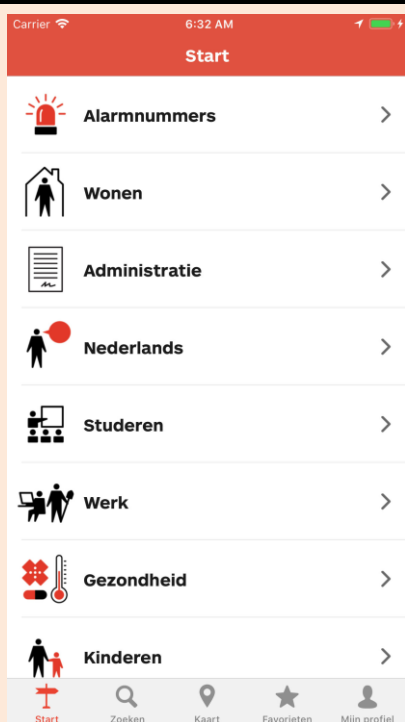 Carrier 6:32 AM
Start
Alarmnummers
Wonen
Administratie
Nederlands
Studeren
Werk
Gezondheid
Kinderen
Start Zoeken Kaart Favorieten Mijn profiel